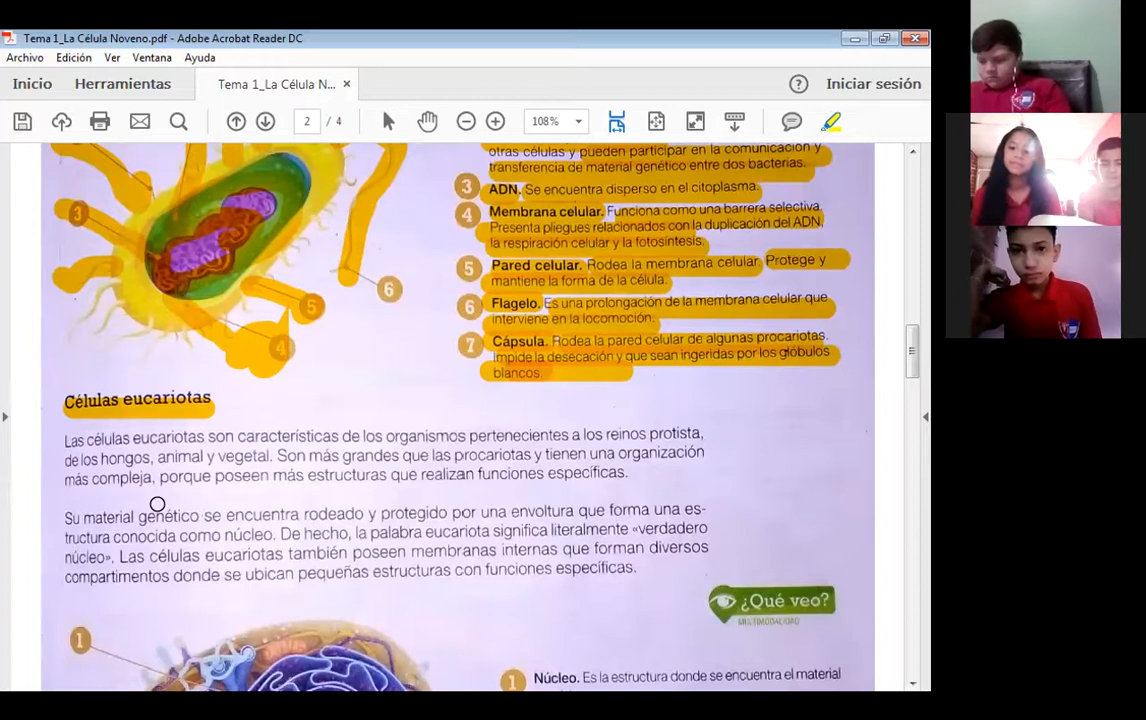 Tema 1_La Célula Noveno.pdf - Adobe Acrobat Reader DC
Archivo Edición Ver Ventana Ayuda
Inicio Herramientas Tema 1_La Célula N... × ? Iniciar sesión
2 / 4 108%
otras células y pueden participar en la comunicación y
transferencia de material genético entre dos bacterias.
3 ADN. Se encuentra disperso en el citoplasma.
4 Membrana celular. Funciona como una barrera selectiva.
Presenta pliegues relacionados con la duplicación del ADN,
la respiración celular y la fotosíntesis.
5 Pared celular. Rodea la membrana celular. Protege y
mantiene la forma de la célula.
6 Flagelo. Es una prolongación de la membrana celular que
interviene en la locomoción.
7 Cápsula. Rodea la pared celular de algunas procariotas.
Impide la desecación y que sean ingeridas por los glóbulos
blancos.
3
6
5
4
Células eucariotas
Las células eucariotas son características de los organismos pertenecientes a los reinos protista,
de los hongos, animal y vegetal. Son más grandes que las procariotas y tienen una organización
más compleja, porque poseen más estructuras que realizan funciones específicas.
Su material genético se encuentra rodeado y protegido por una envoltura que forma una es-
tructura conocida como núcleo. De hecho, la palabra eucariota significa literalmente «verdadero
núcleo». Las células eucariotas también poseen membranas internas que forman diversos
compartimentos donde se ubican pequeñas estructuras con funciones específicas.
¿Qué veo?
MULTIMODALIDAD
1
1 Núcleo. Es la estructura donde se encuentra el material